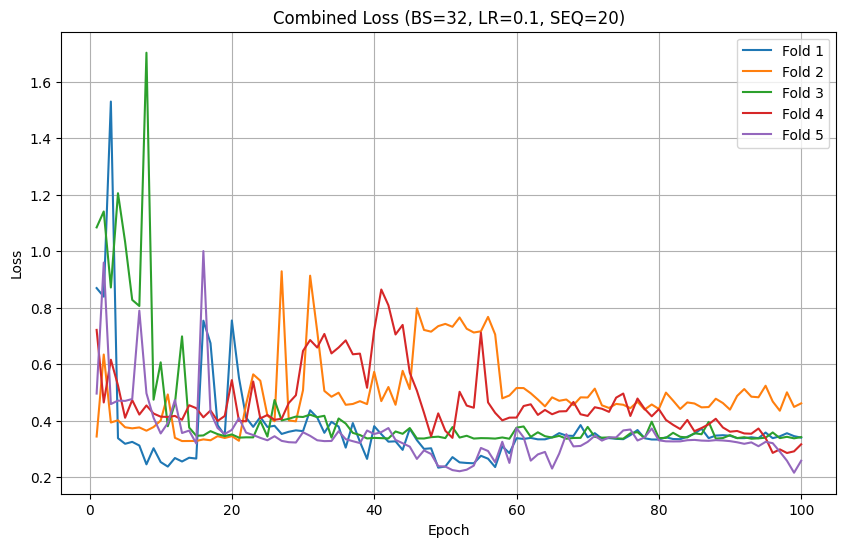 Combined Loss (BS=32, LR=0.1, SEQ=20)
Fold 1
Fold 2
Fold 3
Fold 4
Fold 5
Loss
1.6
1.4
1.2
1.0
0.8
0.6
0.4
0.2
0 20 40 60 80 100
Epoch